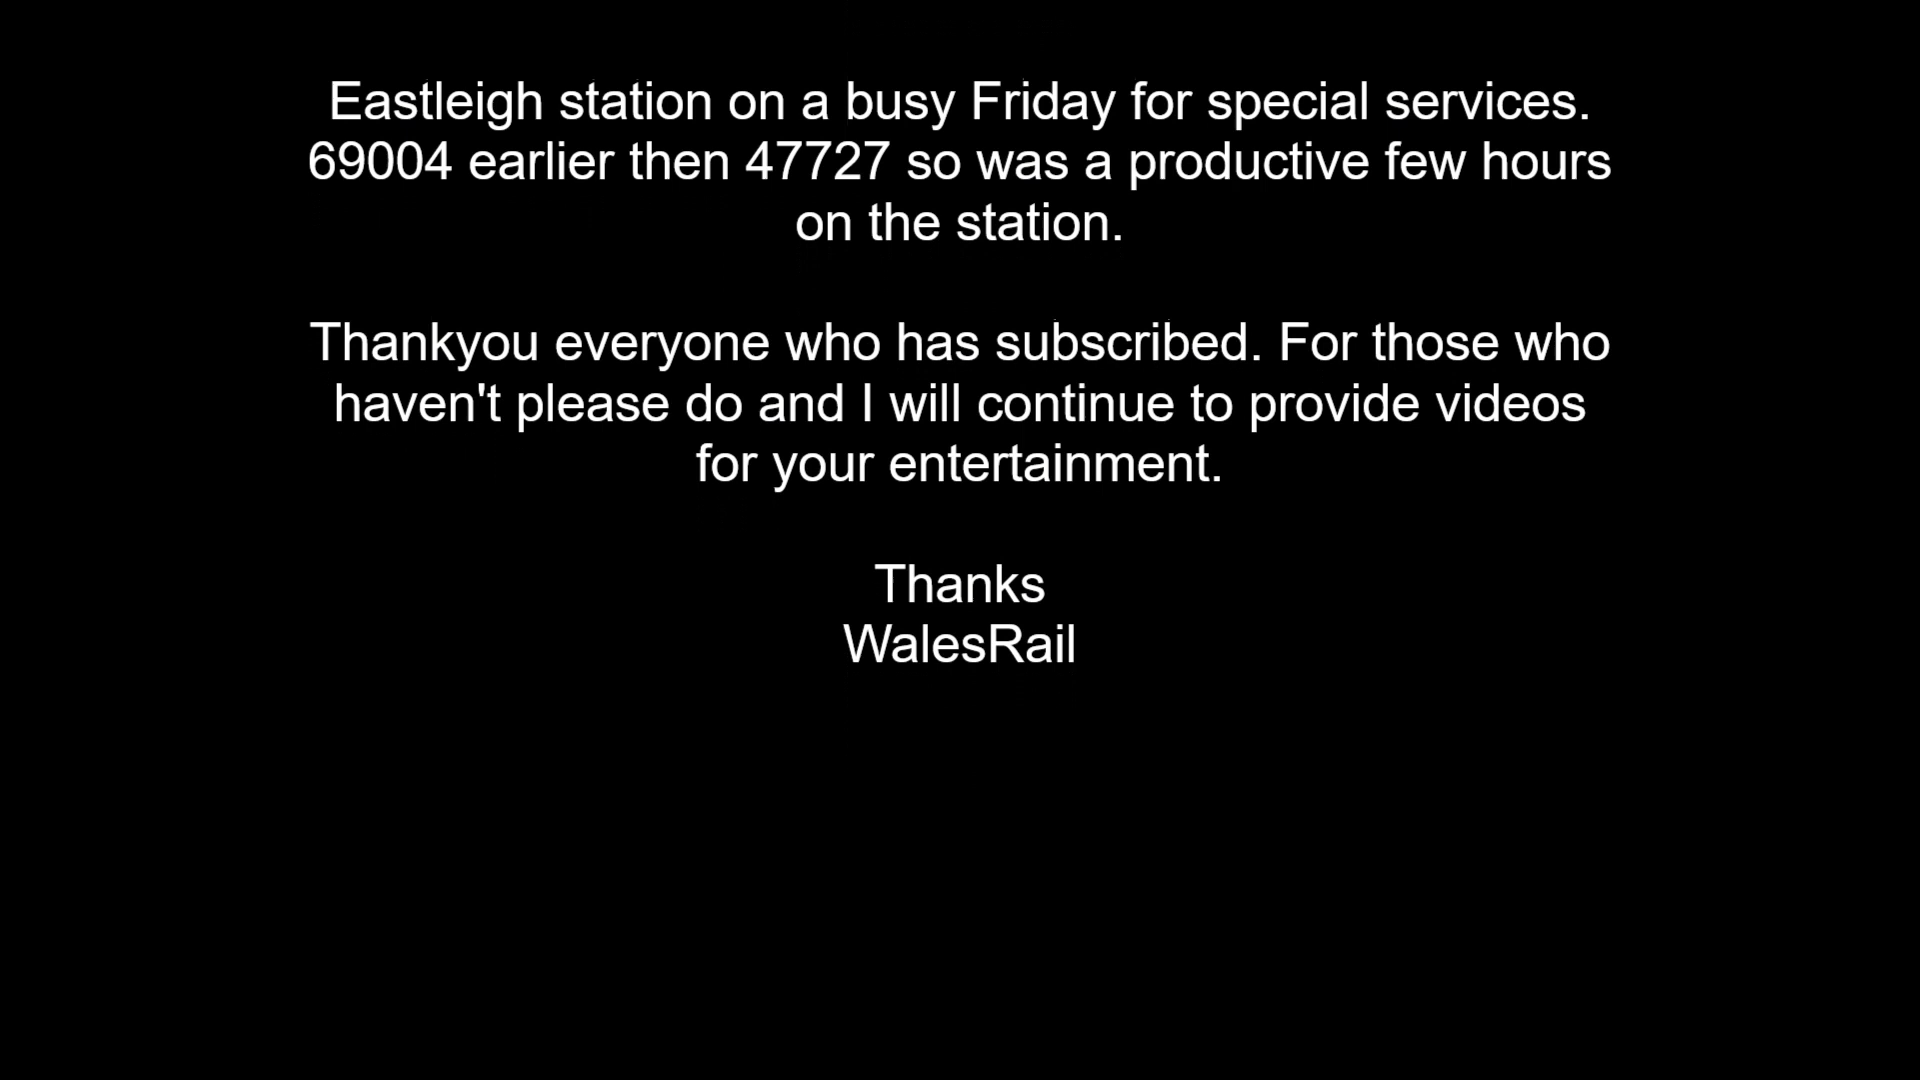 Eastleigh station on a busy Friday for special services.
69004 earlier then 47727 so was a productive few hours
on the station.
Thankyou everyone who has subscribed. For those who
haven't please do and I will continue to provide videos
for your entertainment.
Thanks
WalesRail